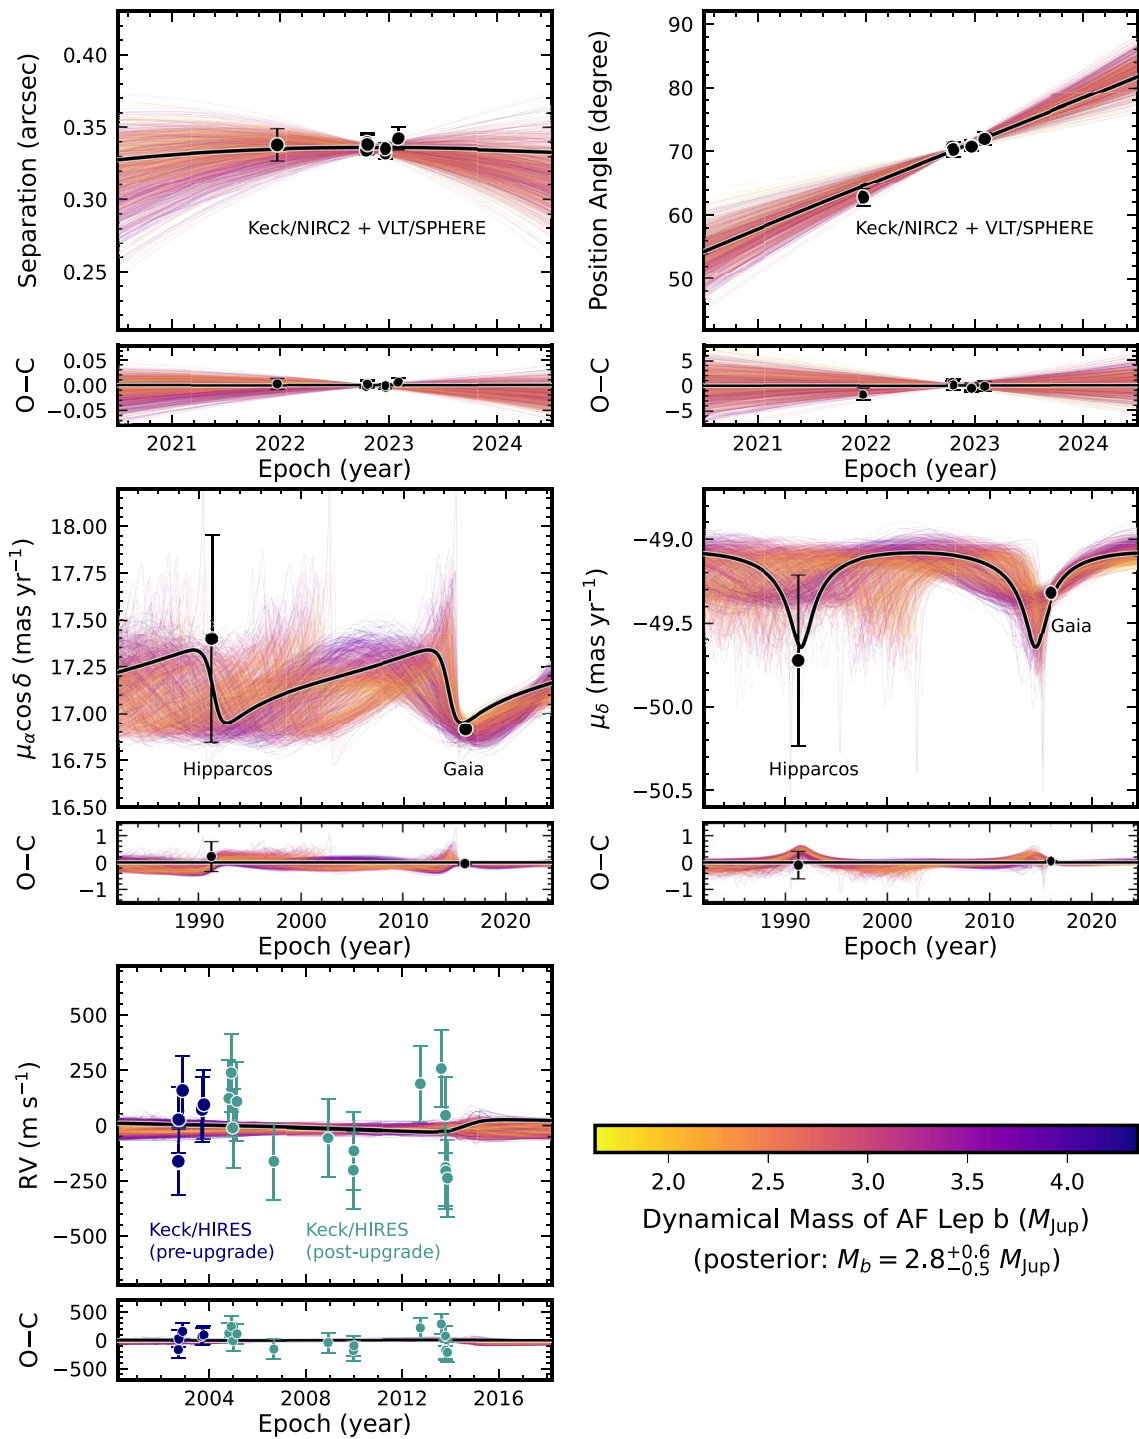 0.40
0.35
0.30
0.25
Separation (arcsec)
Keck/NIRC2 + VLT/SPHERE
0.05
0.00
−0.05
O−C
2021 2022 2023 2024
Epoch (year)
90
80
70
60
50
Position Angle (degree)
Keck/NIRC2 + VLT/SPHERE
5
0
−5
O−C
2021 2022 2023 2024
Epoch (year)
18.00
17.75
17.50
17.25
17.00
16.75
16.50
μα cos δ (mas yr⁻¹)
Hipparcos
Gaia
1
0
−1
O−C
1990 2000 2010 2020
Epoch (year)
−49.0
−49.5
−50.0
−50.5
μδ (mas yr⁻¹)
Gaia
Hipparcos
1
0
−1
O−C
1990 2000 2010 2020
Epoch (year)
500
250
0
−250
−500
RV (m s⁻¹)
Keck/HIRES
(pre-upgrade)
Keck/HIRES
(post-upgrade)
500
0
−500
O−C
2004 2008 2012 2016
Epoch (year)
2.0 2.5 3.0 3.5 4.0
Dynamical Mass of AF Lep b (M_Jup)
(posterior: M_b = 2.8^{+0.6}_{−0.5} M_Jup)